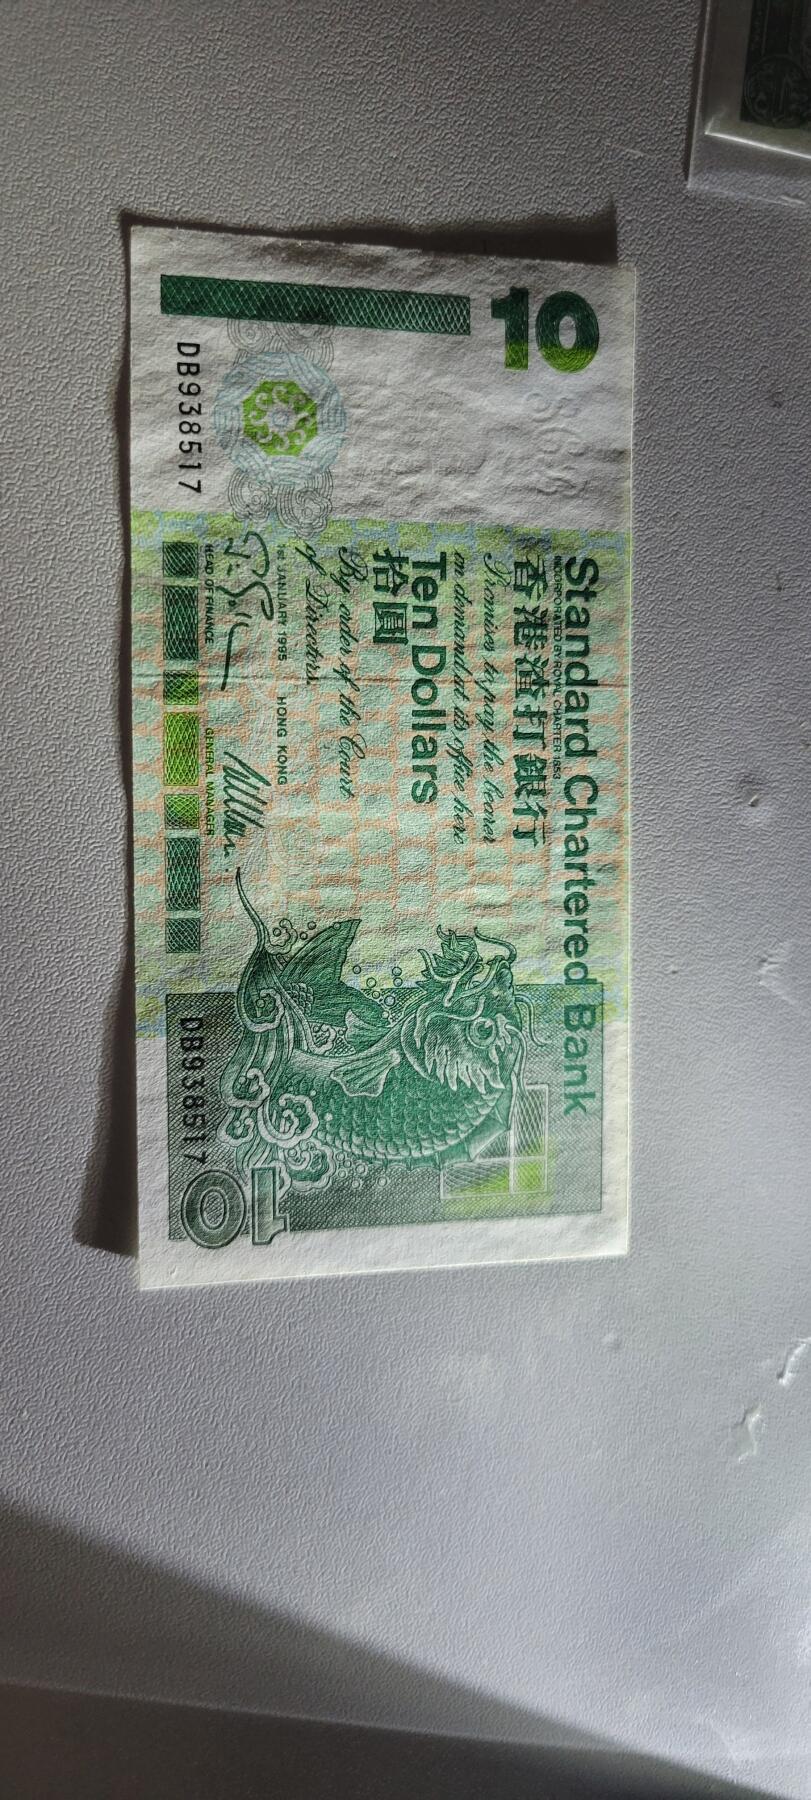 10
Standard Chartered Bank
INCORPORATED BY ROYAL CHARTER 1853
香港渣打銀行
Promises to pay the bearer
on demand at its office here
Ten Dollars
拾圓
By order of the Court
of Directors.
1st JANUARY 1995 HONG KONG
HEAD OF FINANCE
GENERAL MANAGER
DB938517
DB938517
10